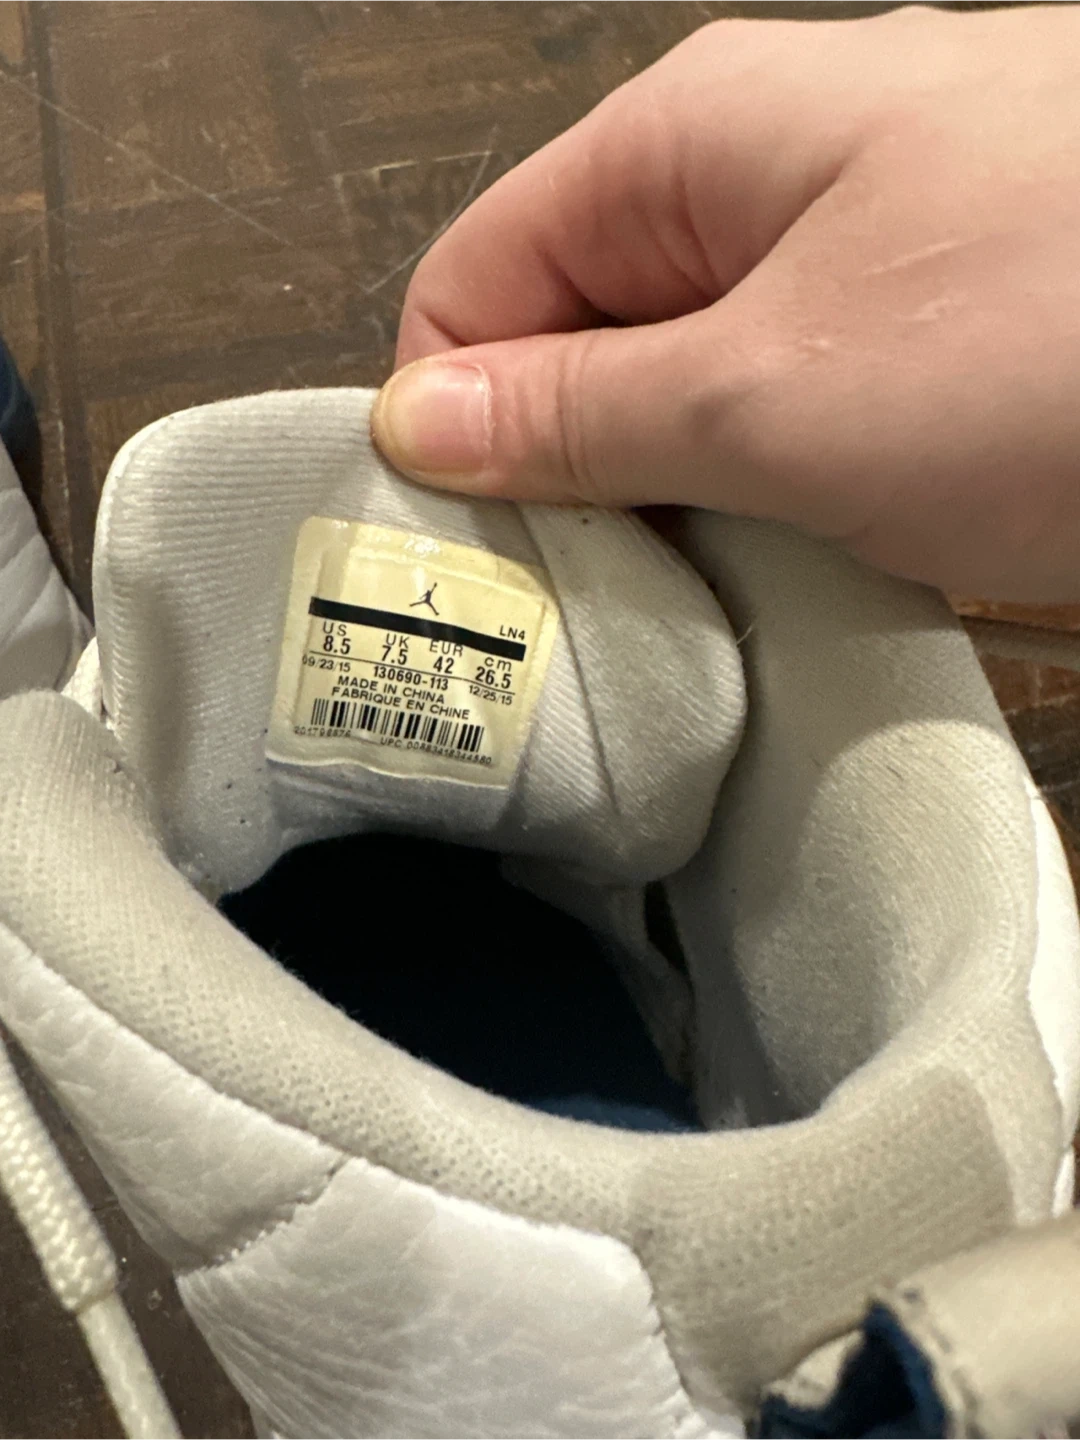 LN4
US UK EUR cm
8.5 7.5 42 26.5
09/23/15 130690-113 12/25/15
MADE IN CHINA
FABRIQUE EN CHINE
UPC